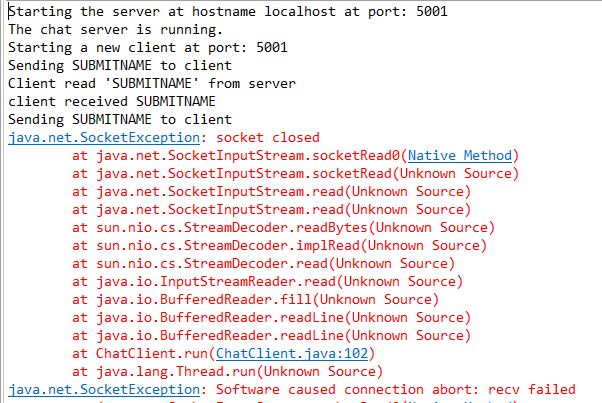 Starting the server at hostname localhost at port: 5001
The chat server is running.
Starting a new client at port: 5001
Sending SUBMITNAME to client
Client read 'SUBMITNAME' from server
client received SUBMITNAME
Sending SUBMITNAME to client
java.net.SocketException: socket closed
at java.net.SocketInputStream.socketRead0(Native Method)
at java.net.SocketInputStream.socketRead(Unknown Source)
at java.net.SocketInputStream.read(Unknown Source)
at java.net.SocketInputStream.read(Unknown Source)
at sun.nio.cs.StreamDecoder.readBytes(Unknown Source)
at sun.nio.cs.StreamDecoder.implRead(Unknown Source)
at sun.nio.cs.StreamDecoder.read(Unknown Source)
at java.io.InputStreamReader.read(Unknown Source)
at java.io.BufferedReader.fill(Unknown Source)
at java.io.BufferedReader.readLine(Unknown Source)
at java.io.BufferedReader.readLine(Unknown Source)
at ChatClient.run(ChatClient.java:102)
at java.lang.Thread.run(Unknown Source)
java.net.SocketException: Software caused connection abort: recv failed